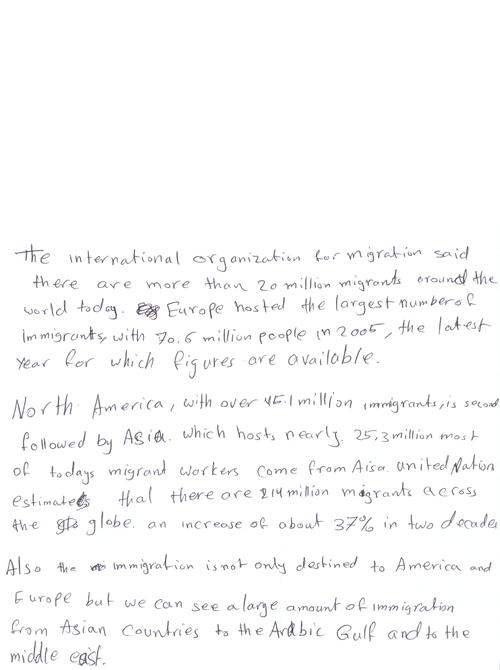 The international organization for migration said
there are more than 20 million migrants around the
world today. Europe hosted the largest number of
immigrants, with 70.6 million people in 2005, the latest
year for which figures are available.
North America, with over 45.1 million immigrants, is second
followed by Asia. which hosts nearly. 25,3 million most
of todays migrant workers come from Aisa. united Nation
estimates that there are 214 million migrants across
the globe. an increase of about 37% in two decades
Also the immigration is not only destined to America and
Europe but we can see a large amount of immigration
from Asian Countries to the Arabic Gulf and to the
middle east.